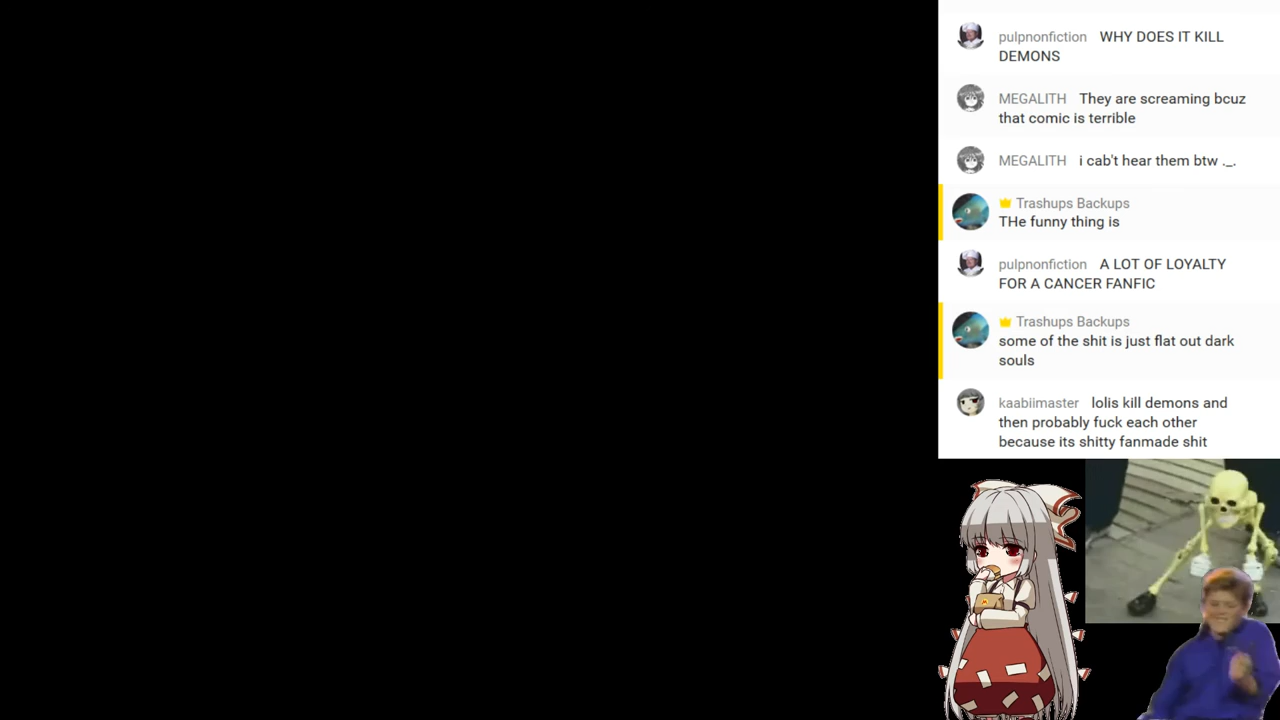 pulpnonfiction WHY DOES IT KILL
DEMONS
MEGALITH They are screaming bcuz
that comic is terrible
MEGALITH i cab't hear them btw ._.
Trashups Backups
THe funny thing is
pulpnonfiction A LOT OF LOYALTY
FOR A CANCER FANFIC
Trashups Backups
some of the shit is just flat out dark
souls
kaabiimaster lolis kill demons and
then probably fuck each other
because its shitty fanmade shit